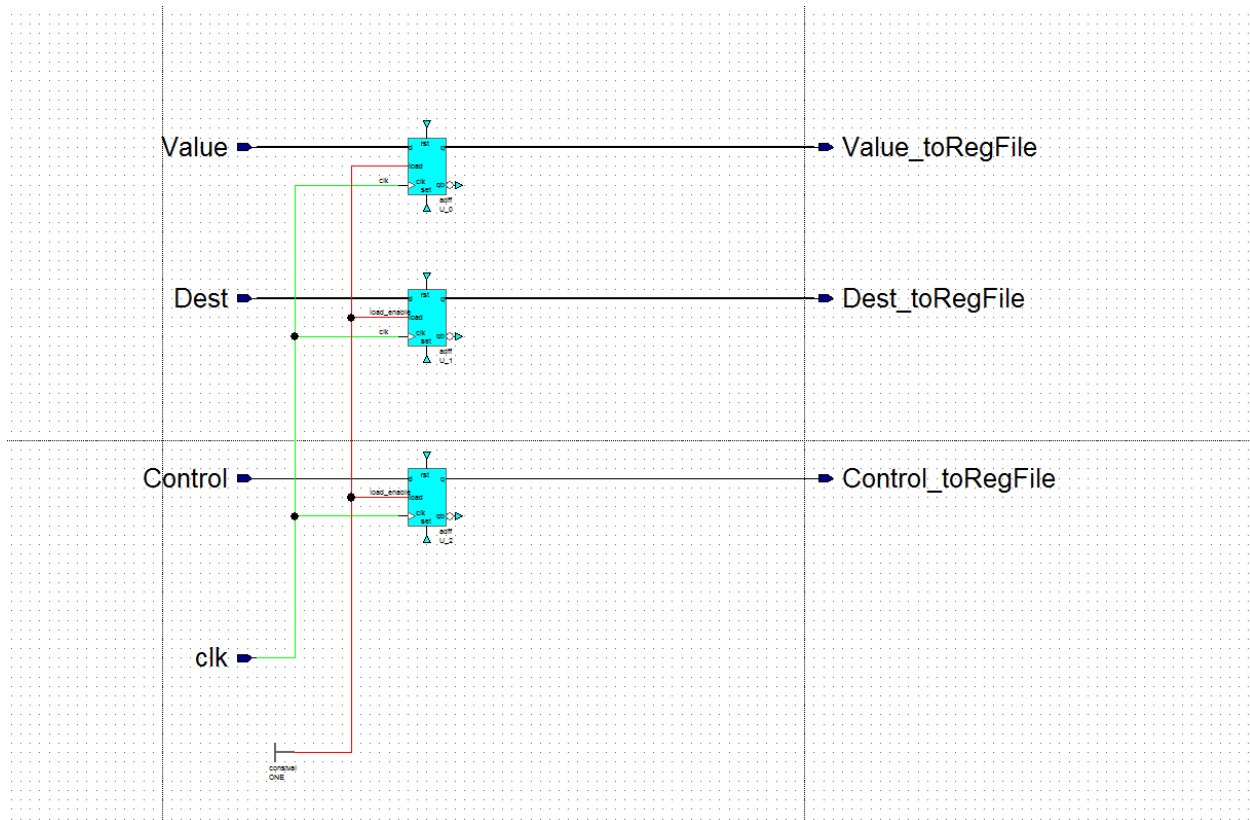 Value
d
rst
Q
load
clk
clk
qb
set
adff
U_0
Value_toRegFile
Dest
d
rst
Q
load_enable
load
clk
clk
qb
set
adff
U_1
Dest_toRegFile
Control
d
rst
Q
load_enable
load
clk
qb
set
adff
U_2
Control_toRegFile
clk
constval
ONE